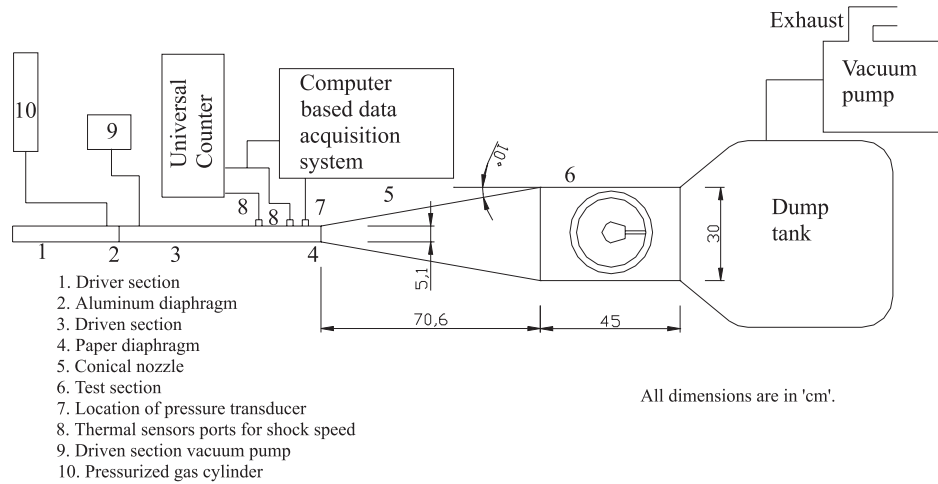 Exhaust
Vacuum
pump
Computer
based data
acquisition
system
Universal
Counter
10
9
8
8
7
5
10°
6
Dump
tank
30
5,1
1
2
3
4
70,6
45
1. Driver section
2. Aluminum diaphragm
3. Driven section
4. Paper diaphragm
5. Conical nozzle
6. Test section
7. Location of pressure transducer
8. Thermal sensors ports for shock speed
9. Driven section vacuum pump
10. Pressurized gas cylinder
All dimensions are in 'cm'.